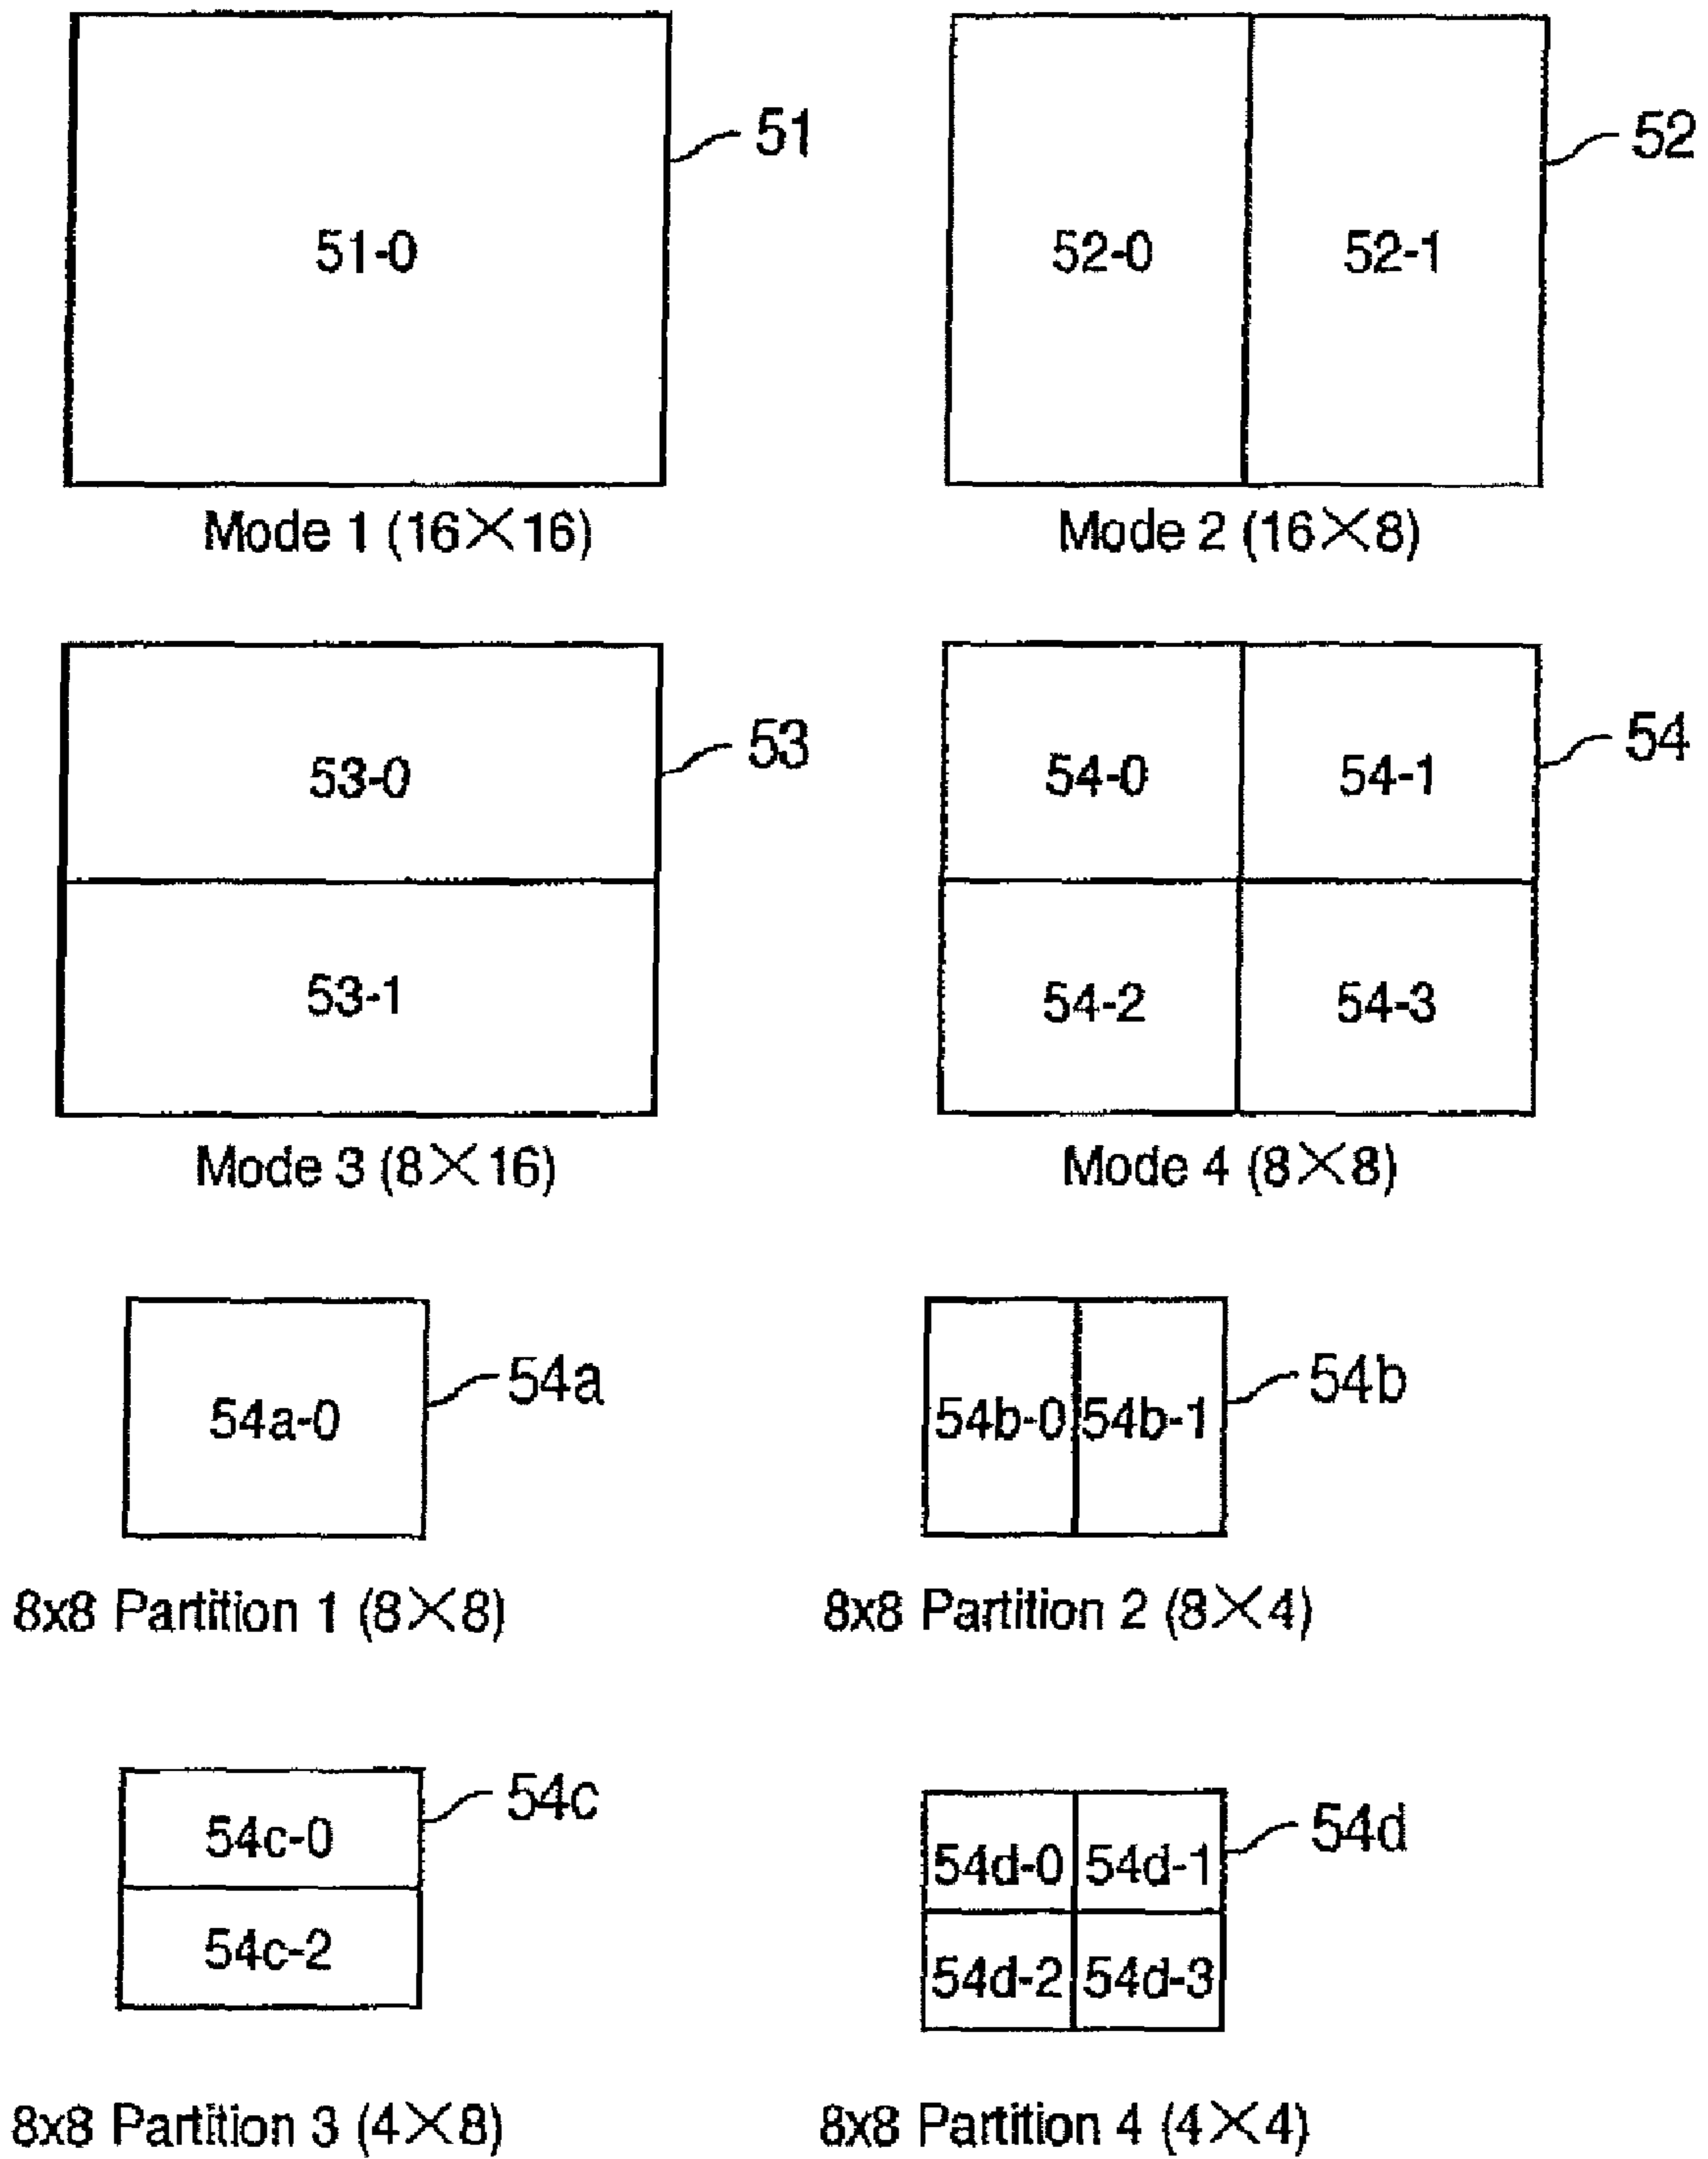 51
51-0
Mode 1 (16×16)
52
52-0 52-1
Mode 2 (16×8)
53
53-0
53-1
Mode 3 (8×16)
54
54-0 54-1
54-2 54-3
Mode 4 (8×8)
54a
54a-0
8x8 Partition 1 (8×8)
54b
54b-0 54b-1
8x8 Partition 2 (8×4)
54c
54c-0
54c-2
8x8 Partition 3 (4×8)
54d
54d-0 54d-1
54d-2 54d-3
8x8 Partition 4 (4×4)